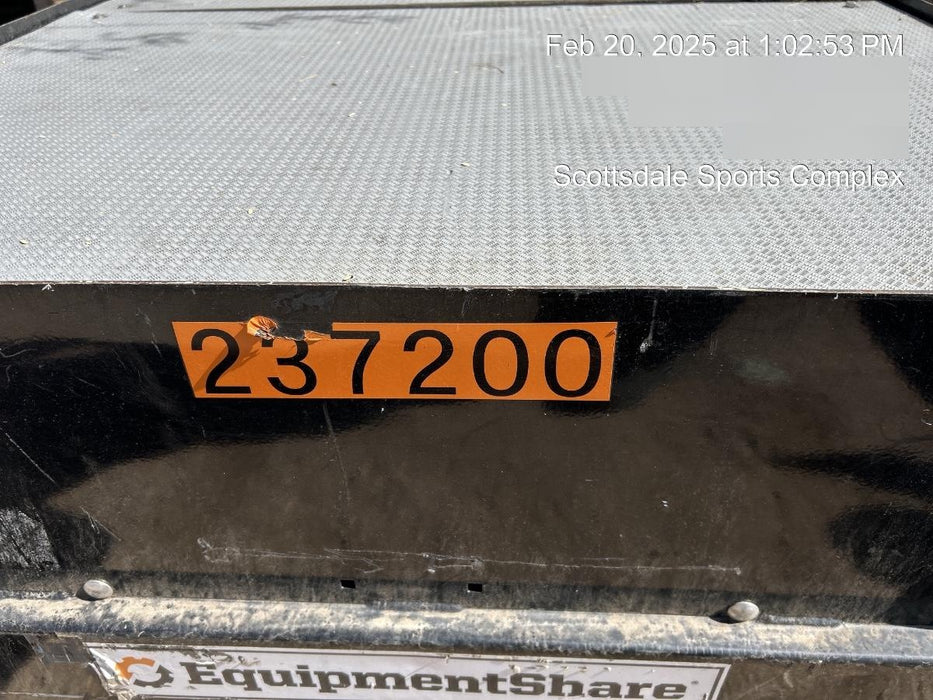 Feb 20, 2025 at 1:02:53 PM
Scottsdale Sports Complex
237200
EquipmentShare